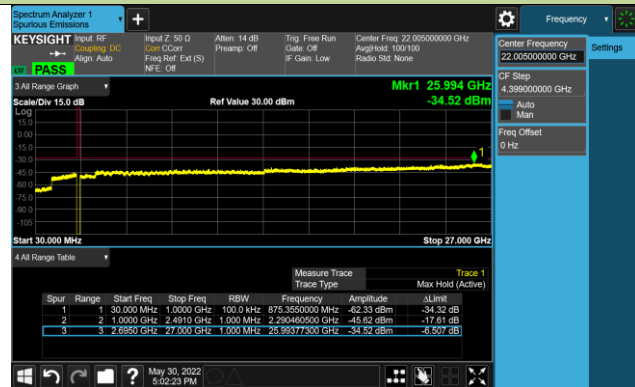 Spectrum Analyzer 1
Spurious Emissions
Frequency
KEYSIGHT
Input: RF
Coupling: DC
Align: Auto
Input Z: 50 Ω
Corr CCorr
Freq Ref: Ext (S)
NFE: Off
Atten: 14 dB
Preamp: Off
Trig: Free Run
Gate: Off
IF Gain: Low
Center Freq: 22.005000000 GHz
Avg|Hold: 100/100
Radio Std: None
PASS
Center Frequency
22.005000000 GHz
Settings
CF Step
4.399000000 GHz
Auto
Man
Freq Offset
0 Hz
3 All Range Graph
Mkr1 25.994 GHz
Scale/Div 15.0 dB
Ref Value 30.00 dBm
-34.52 dBm
Log
15.0
0.00
-15.0
-30.0
-45.0
-60.0
-75.0
-90.0
-105
1
Start 30.000 MHz
Stop 27.000 GHz
4 All Range Table
Measure Trace Trace 1
Trace Type Max Hold (Active)
Spur Range Start Freq Stop Freq RBW Frequency Amplitude ΔLimit
1 1 30.000 MHz 1.0000 GHz 100.0 kHz 875.3550000 MHz -62.33 dBm -34.32 dB
2 2 1.0000 GHz 2.4910 GHz 1.000 MHz 2.290460500 GHz -45.62 dBm -17.61 dB
3 3 2.6950 GHz 27.000 GHz 1.000 MHz 25.99377300 GHz -34.52 dBm -6.507 dB
May 30, 2022
5:02:23 PM